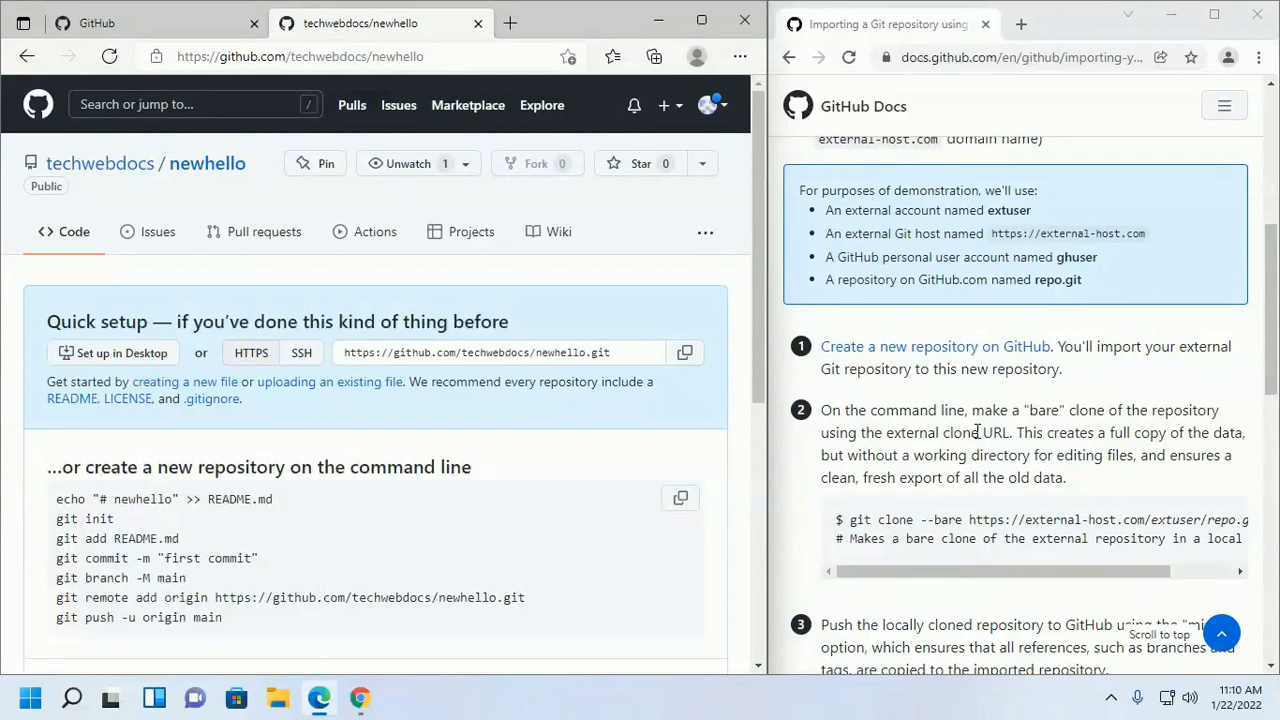 GitHub
techwebdocs/newhello
https://github.com/techwebdocs/newhello
Search or jump to...
/
Pulls
Issues
Marketplace
Explore
techwebdocs / newhello
Public
Pin
Unwatch 1
Fork 0
Star 0
Code
Issues
Pull requests
Actions
Projects
Wiki
Quick setup — if you've done this kind of thing before
Set up in Desktop
or
HTTPS
SSH
https://github.com/techwebdocs/newhello.git
Get started by creating a new file or uploading an existing file. We recommend every repository include a
README, LICENSE, and .gitignore.
...or create a new repository on the command line
echo "# newhello" >> README.md
git init
git add README.md
git commit -m "first commit"
git branch -M main
git remote add origin https://github.com/techwebdocs/newhello.git
git push -u origin main
Importing a Git repository using
docs.github.com/en/github/importing-y...
GitHub Docs
external-host.com domain name)
For purposes of demonstration, we'll use:
• An external account named extuser
• An external Git host named https://external-host.com
• A GitHub personal user account named ghuser
• A repository on GitHub.com named repo.git
1 Create a new repository on GitHub. You'll import your external
Git repository to this new repository.
2 On the command line, make a "bare" clone of the repository
using the external clone URL. This creates a full copy of the data,
but without a working directory for editing files, and ensures a
clean, fresh export of all the old data.
$ git clone --bare https://external-host.com/extuser/repo.g
# Makes a bare clone of the external repository in a local
3 Push the locally cloned repository to GitHub using the "mi
option, which ensures that all references, such as branches and
tags, are copied to the imported repository.
Scroll to top
11:10 AM
1/22/2022